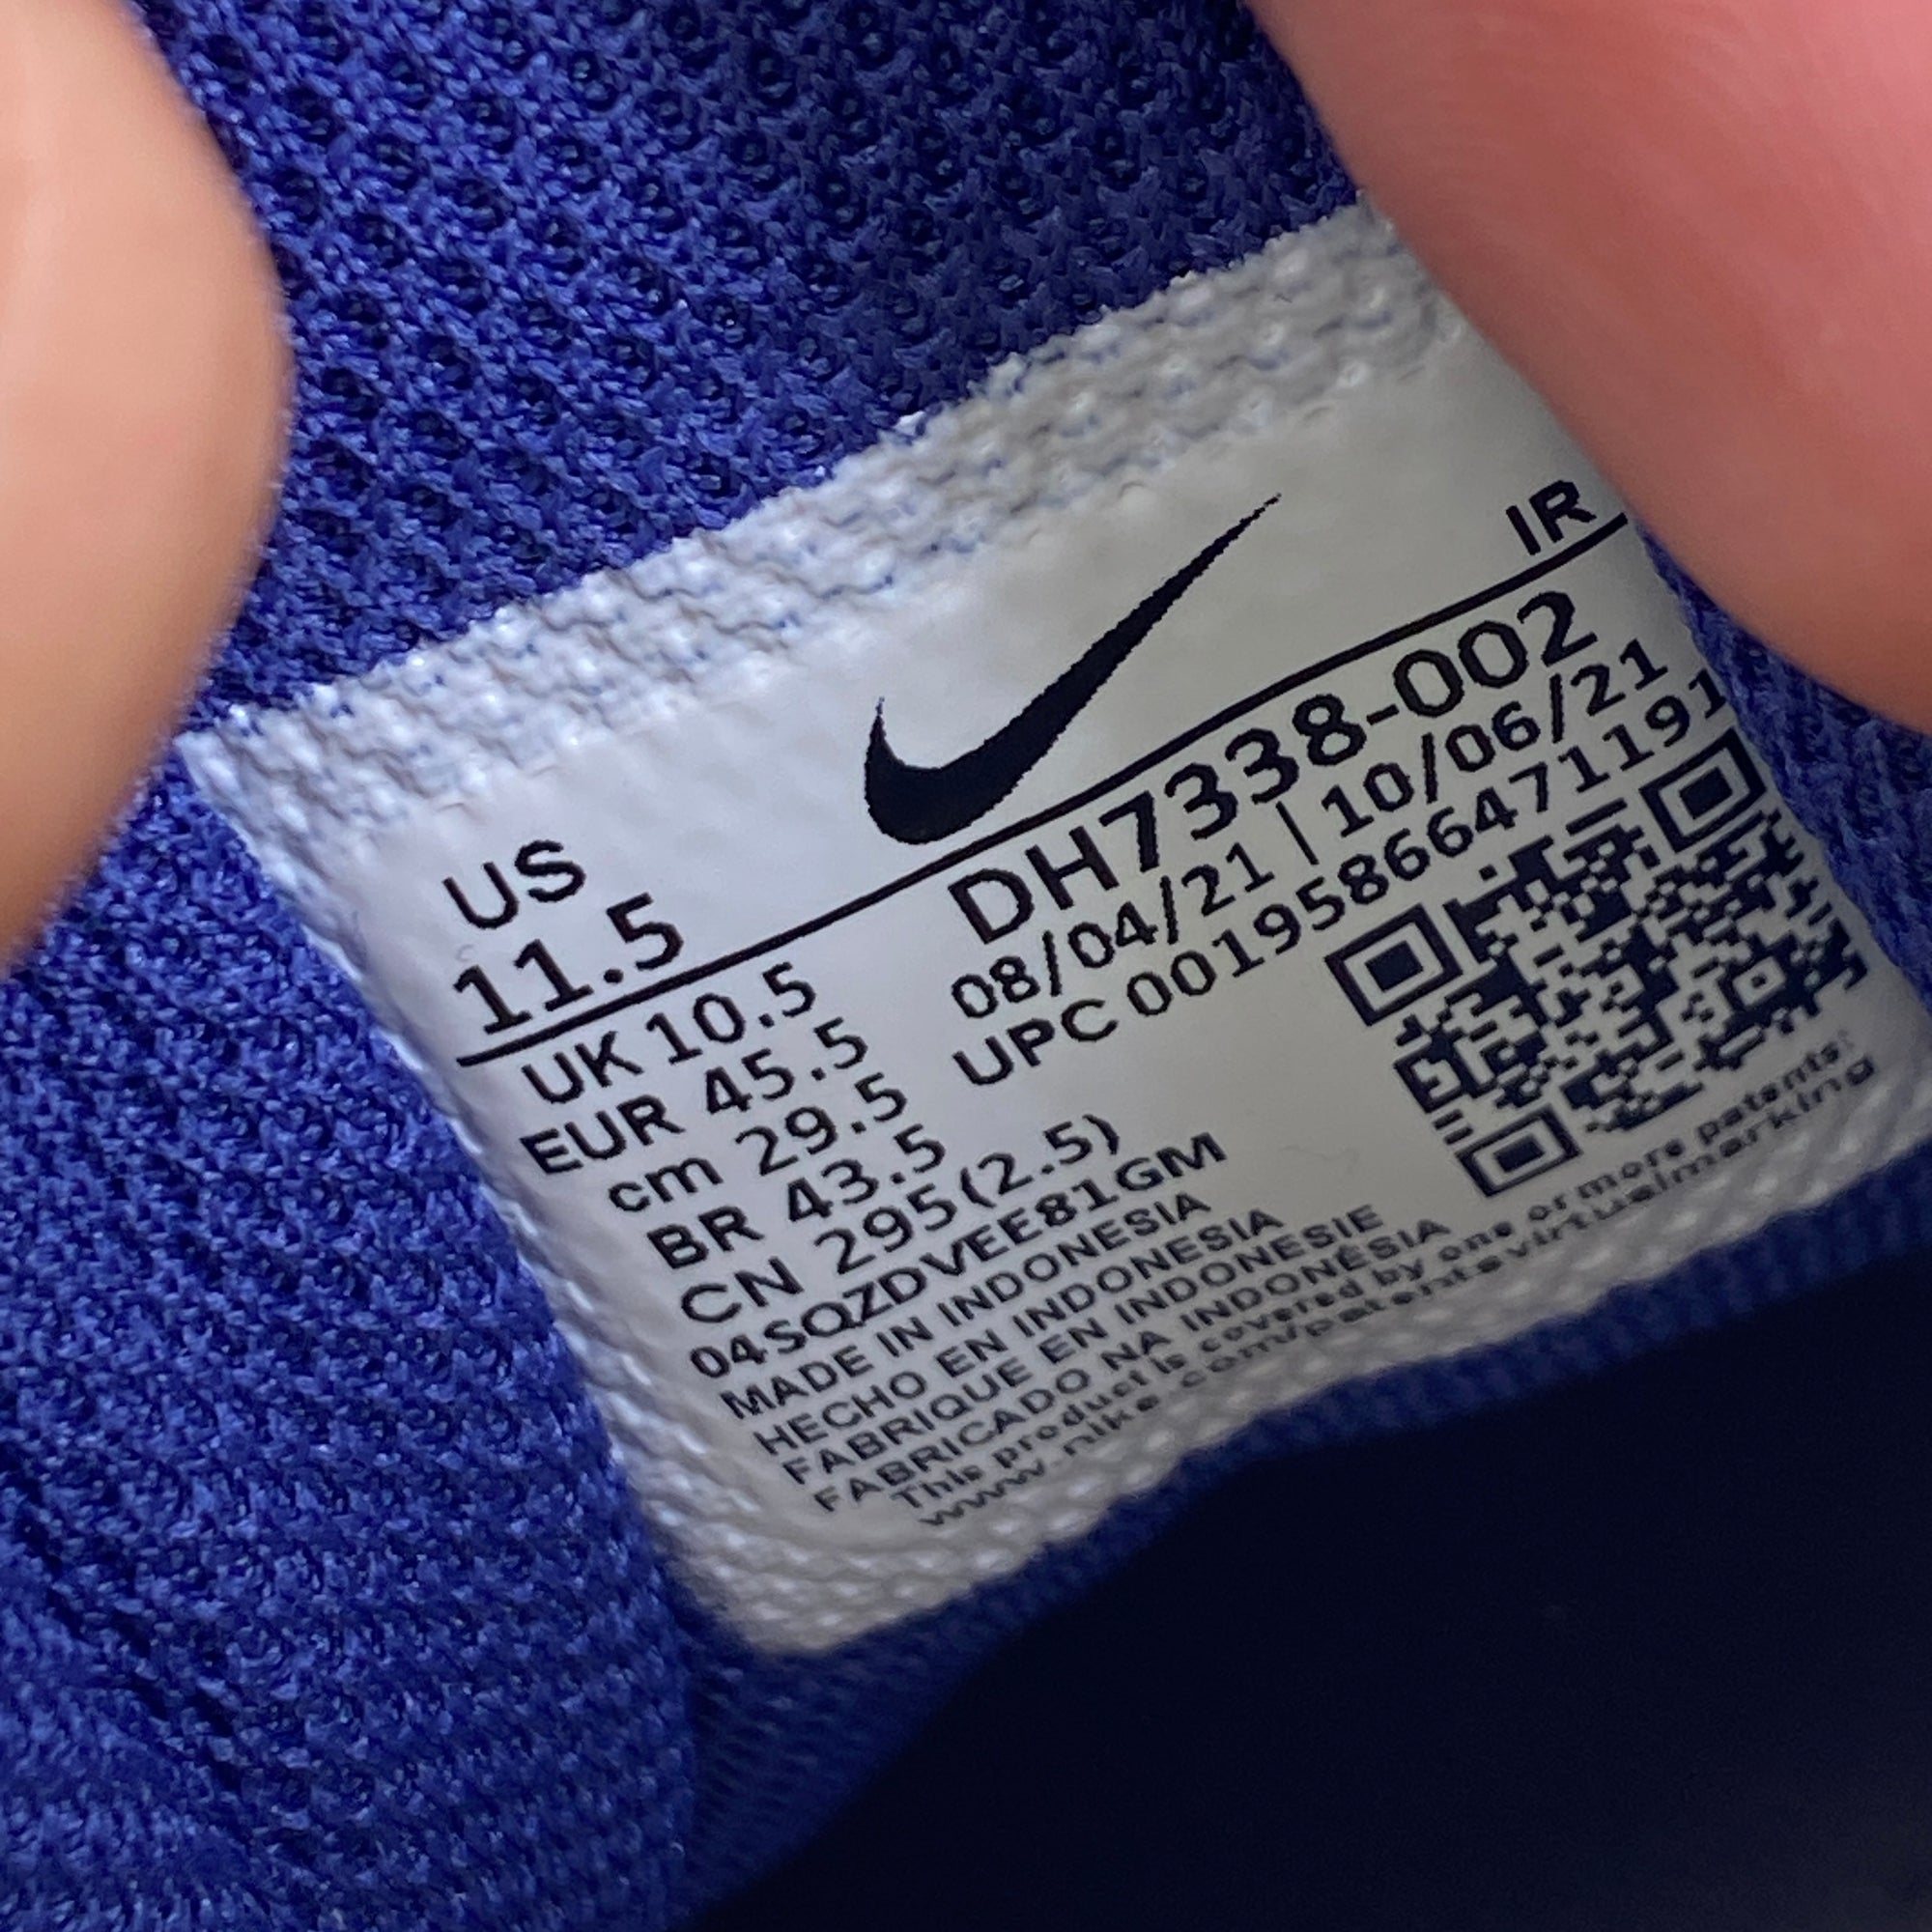 IR
US
11.5
UK 10.5
EUR 45.5
cm 29.5
BR 43.5
CN 295(2.5)
DH7338-002
08/04/21 | 10/06/21
UPC 00195866471191
04SQZDVEE81GM
MADE IN INDONESIA
HECHO EN INDONESIA
FABRIQUE EN INDONESIE
FABRICADO NA INDONÉSIA
This product is covered by one or more patents:
www.nike.com/patentsvirtualmarking